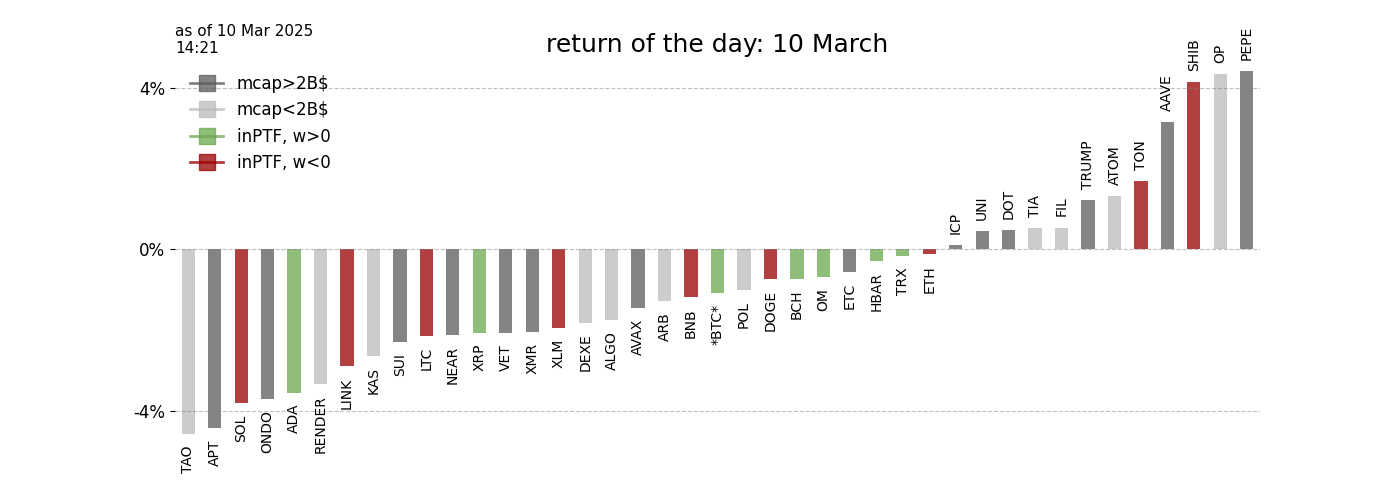 as of 10 Mar 2025
14:21
return of the day: 10 March
mcap>2B$
mcap<2B$
inPTF, w>0
inPTF, w<0
4%
0%
-4%
TAO
APT
SOL
ONDO
ADA
RENDER
LINK
KAS
SUI
LTC
NEAR
XRP
VET
XMR
XLM
DEXE
ALGO
AVAX
ARB
BNB
*BTC*
POL
DOGE
BCH
OM
ETC
HBAR
TRX
ETH
ICP
UNI
DOT
TIA
FIL
TRUMP
ATOM
TON
AAVE
SHIB
OP
PEPE